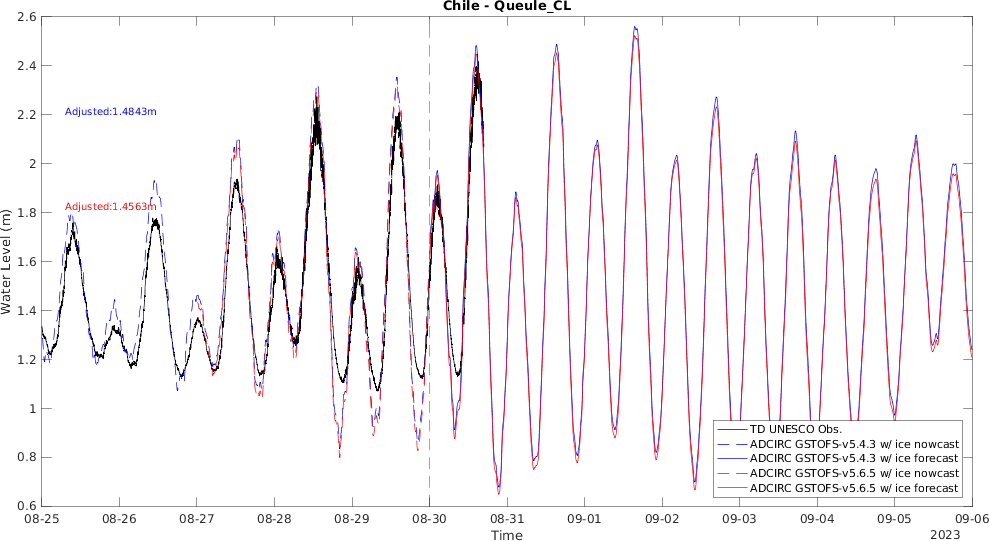 Chile - Queule_CL
2.6
2.4
2.2
2
1.8
1.6
1.4
1.2
1
0.8
0.6
Water Level (m)
Adjusted:1.4843m
Adjusted:1.4563m
TD UNESCO Obs.
ADCIRC GSTOFS-v5.4.3 w/ ice nowcast
ADCIRC GSTOFS-v5.4.3 w/ ice forecast
ADCIRC GSTOFS-v5.6.5 w/ ice nowcast
ADCIRC GSTOFS-v5.6.5 w/ ice forecast
08-25 08-26 08-27 08-28 08-29 08-30 08-31 09-01 09-02 09-03 09-04 09-05 09-06
Time
2023